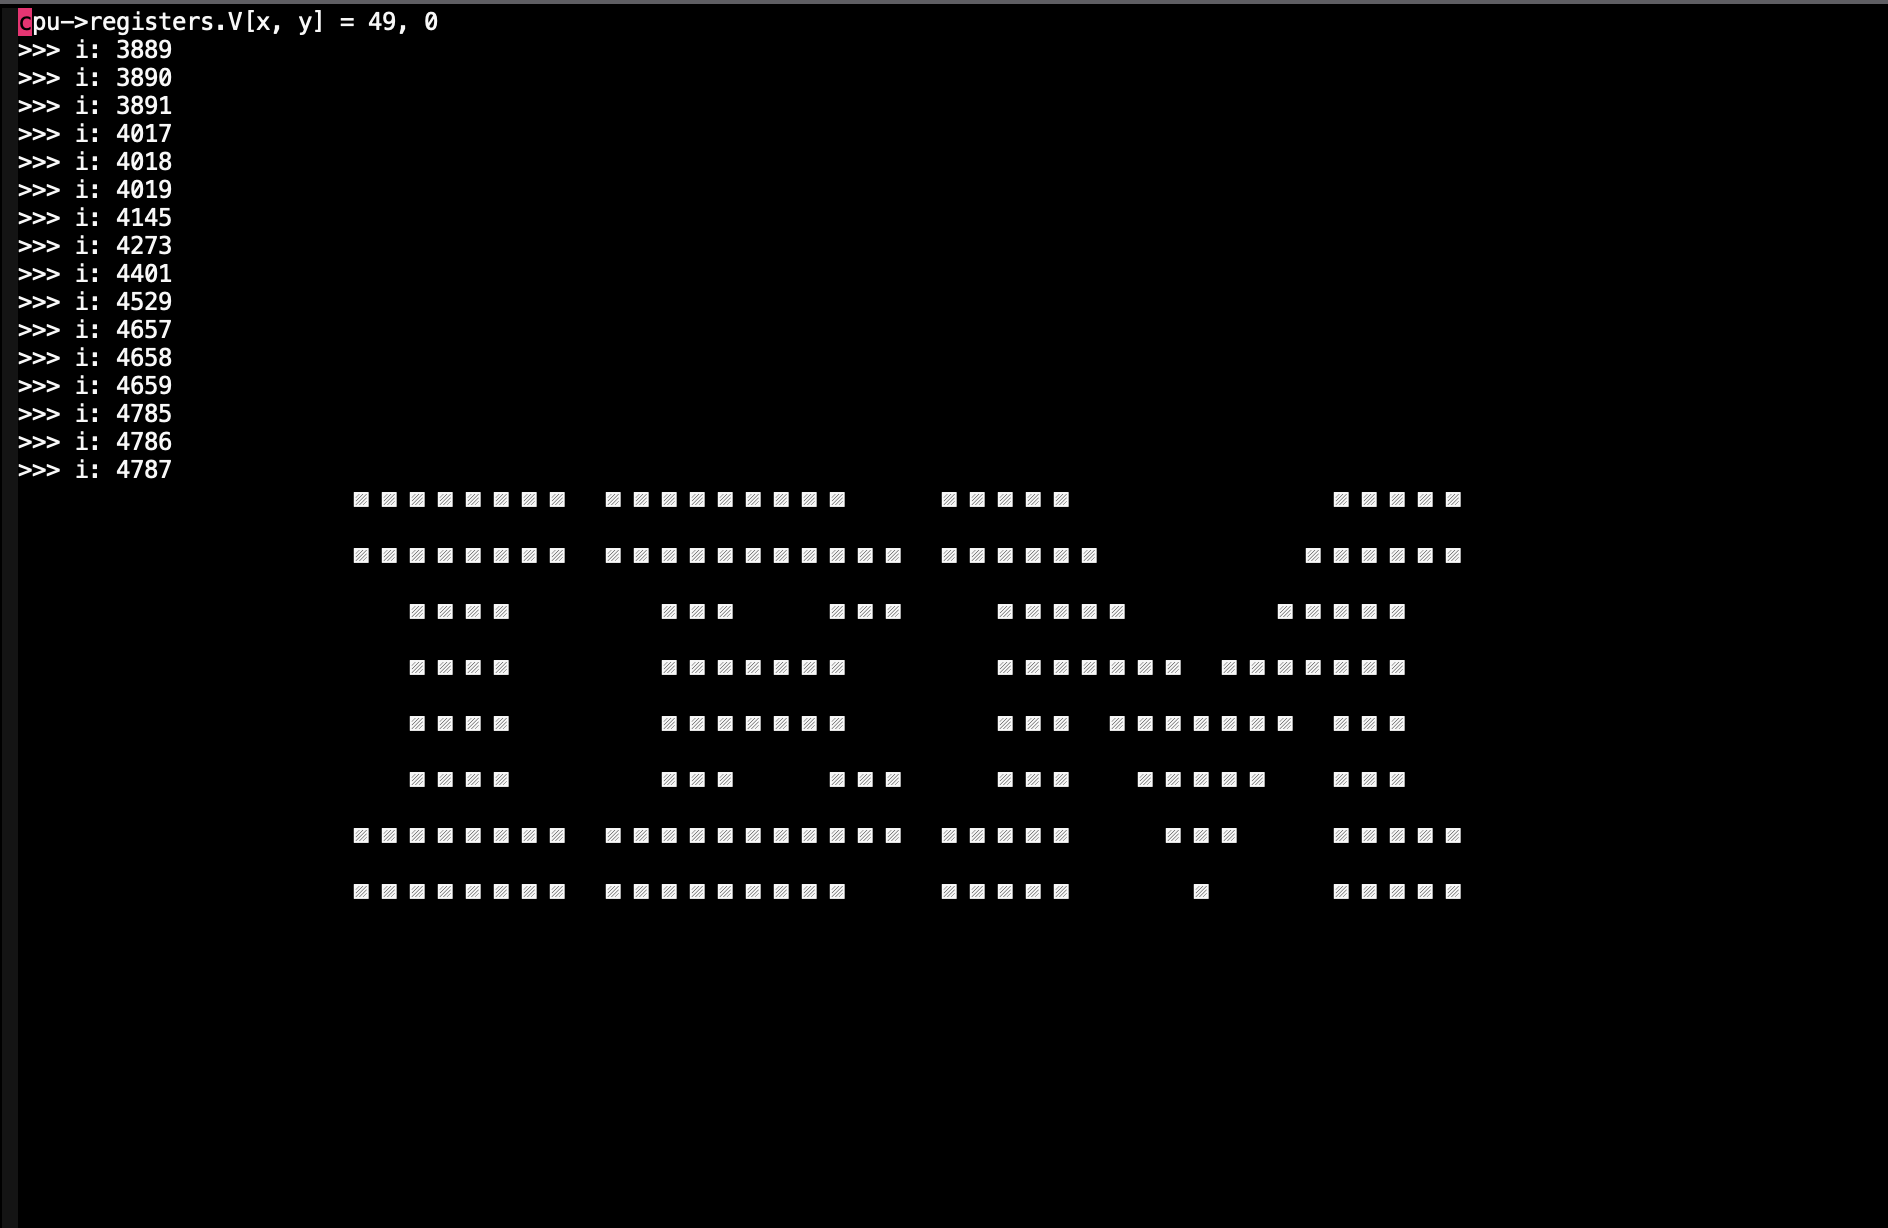 cpu->registers.V[x, y] = 49, 0
>>> i: 3889
>>> i: 3890
>>> i: 3891
>>> i: 4017
>>> i: 4018
>>> i: 4019
>>> i: 4145
>>> i: 4273
>>> i: 4401
>>> i: 4529
>>> i: 4657
>>> i: 4658
>>> i: 4659
>>> i: 4785
>>> i: 4786
>>> i: 4787
IBM